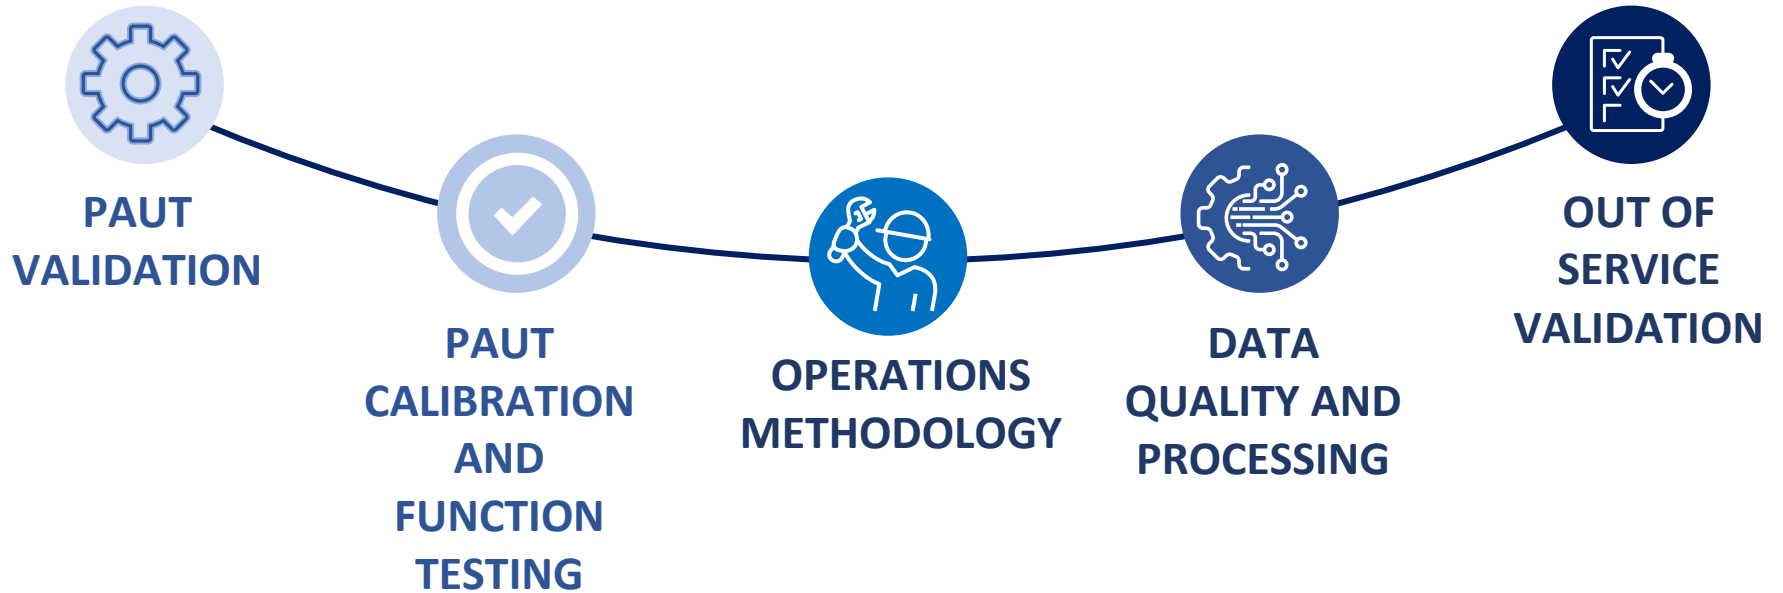 PAUT
VALIDATION
PAUT
CALIBRATION
AND
FUNCTION
TESTING
OPERATIONS
METHODOLOGY
DATA
QUALITY AND
PROCESSING
OUT OF
SERVICE
VALIDATION